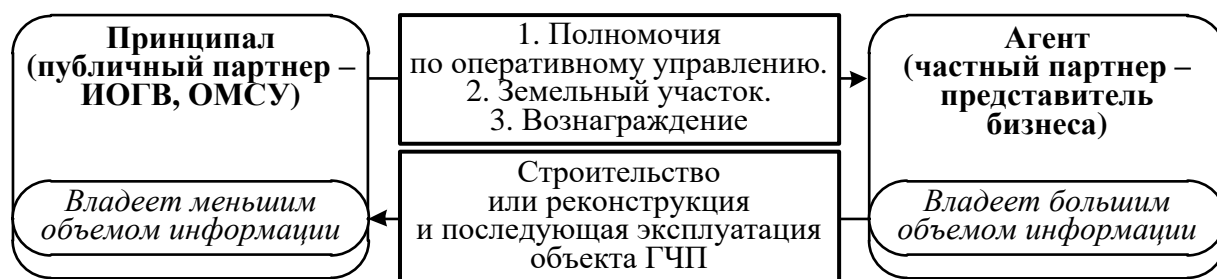 Принципал
(публичный партнер –
ИОГВ, ОМСУ)
Владеет меньшим
объемом информации
1. Полномочия
по оперативному управлению.
2. Земельный участок.
3. Вознаграждение
Строительство
или реконструкция
и последующая эксплуатация
объекта ГЧП
Агент
(частный партнер –
представитель
бизнеса)
Владеет большим
объемом информации